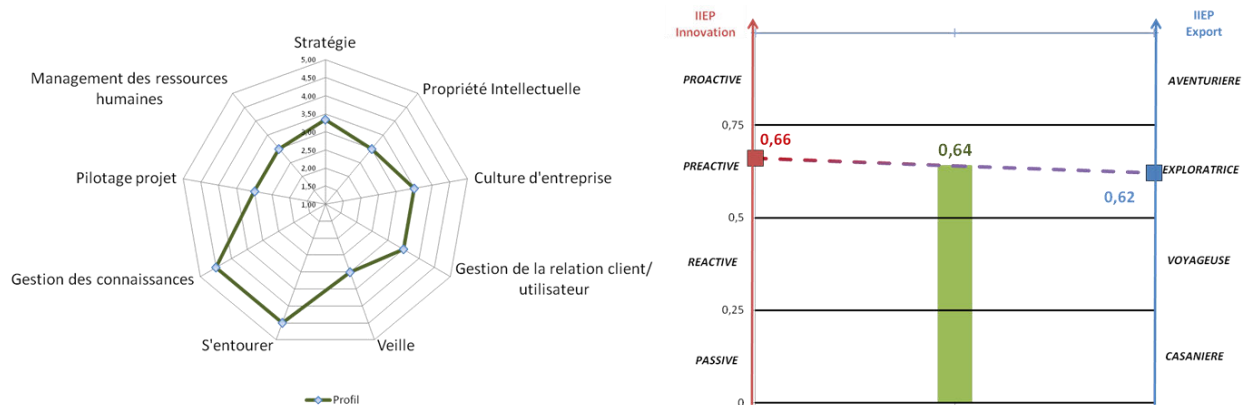 Stratégie
Propriété Intellectuelle
Culture d'entreprise
Gestion de la relation client/
utilisateur
Veille
S'entourer
Gestion des connaissances
Pilotage projet
Management des ressources
humaines
5,00
4,50
4,00
3,50
3,00
2,50
2,00
1,50
1,00
Profil
IIEP
Innovation
IIEP
Export
PROACTIVE
AVENTURIERE
0,75
0,66
0,64
PREACTIVE
EXPLORATRICE
0,62
0,5
REACTIVE
VOYAGEUSE
0,25
PASSIVE
CASANIERE
0